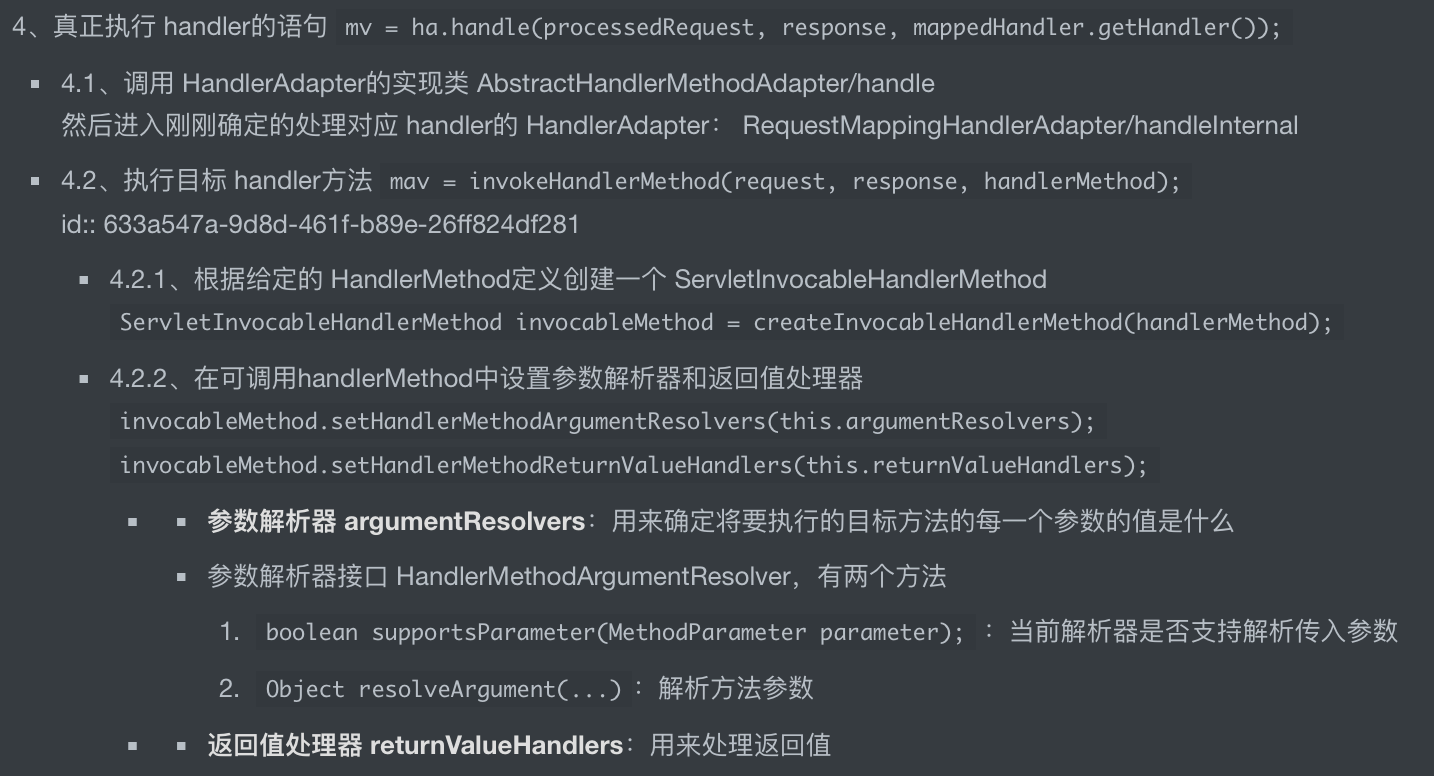 4、真正执行 handler的语句 mv = ha.handle(processedRequest, response, mappedHandler.getHandler());
4.1、调用 HandlerAdapter的实现类 AbstractHandlerMethodAdapter/handle
然后进入刚刚确定的处理对应 handler的 HandlerAdapter： RequestMappingHandlerAdapter/handleInternal
4.2、执行目标 handler方法 mav = invokeHandlerMethod(request, response, handlerMethod);
id:: 633a547a-9d8d-461f-b89e-26ff824df281
4.2.1、根据给定的 HandlerMethod定义创建一个 ServletInvocableHandlerMethod
ServletInvocableHandlerMethod invocableMethod = createInvocableHandlerMethod(handlerMethod);
4.2.2、在可调用handlerMethod中设置参数解析器和返回值处理器
invocableMethod.setHandlerMethodArgumentResolvers(this.argumentResolvers);
invocableMethod.setHandlerMethodReturnValueHandlers(this.returnValueHandlers);
参数解析器 argumentResolvers：用来确定将要执行的目标方法的每一个参数的值是什么
参数解析器接口 HandlerMethodArgumentResolver，有两个方法
1. boolean supportsParameter(MethodParameter parameter); ：当前解析器是否支持解析传入参数
2. Object resolveArgument(...)：解析方法参数
返回值处理器 returnValueHandlers：用来处理返回值